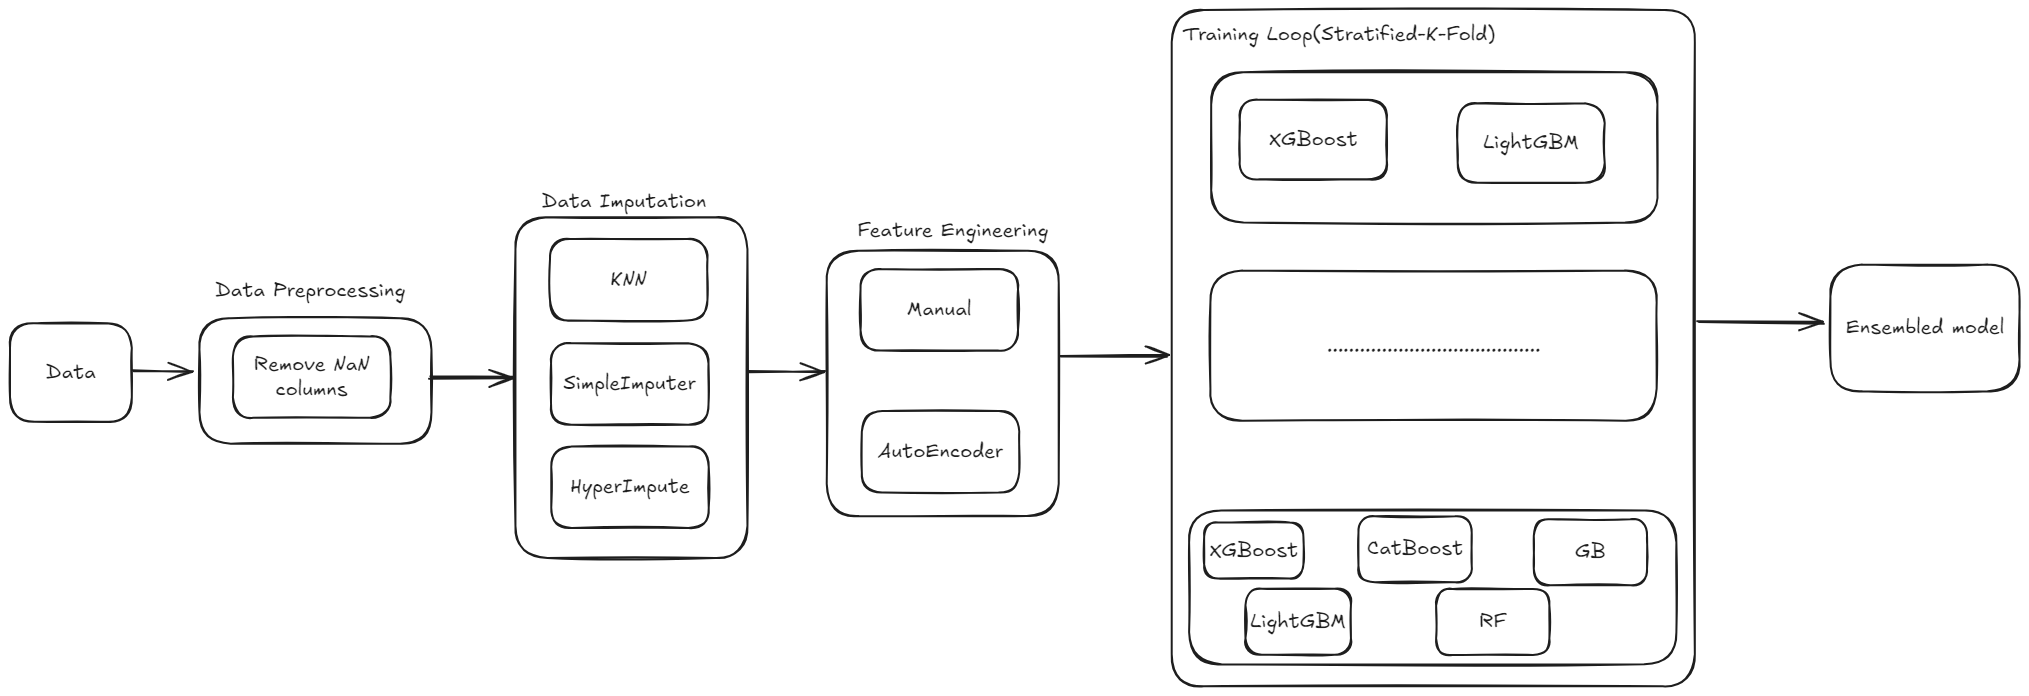 Data
Data Preprocessing
Remove NaN
columns
Data Imputation
KNN
SimpleImputer
HyperImpute
Feature Engineering
Manual
AutoEncoder
Training Loop(Stratified-K-Fold)
XGBoost
LightGBM
.......................................
XGBoost
CatBoost
GB
LightGBM
RF
Ensembled model